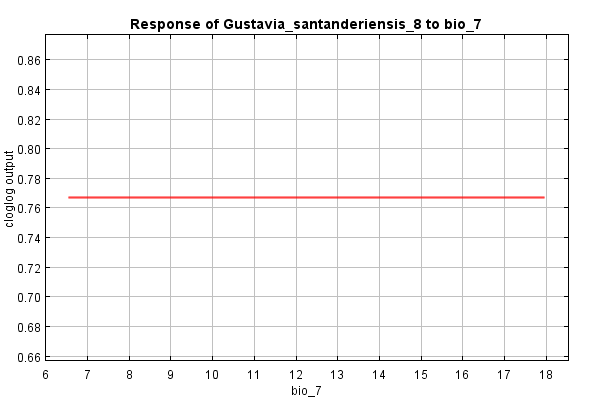 Response of Gustavia_santanderiensis_8 to bio_7
cloglog output
0.86
0.84
0.82
0.80
0.78
0.76
0.74
0.72
0.70
0.68
0.66
6 7 8 9 10 11 12 13 14 15 16 17 18
bio_7